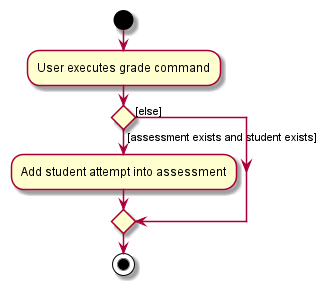 User executes grade command
[else]
[assessment exists and student exists]
Add student attempt into assessment